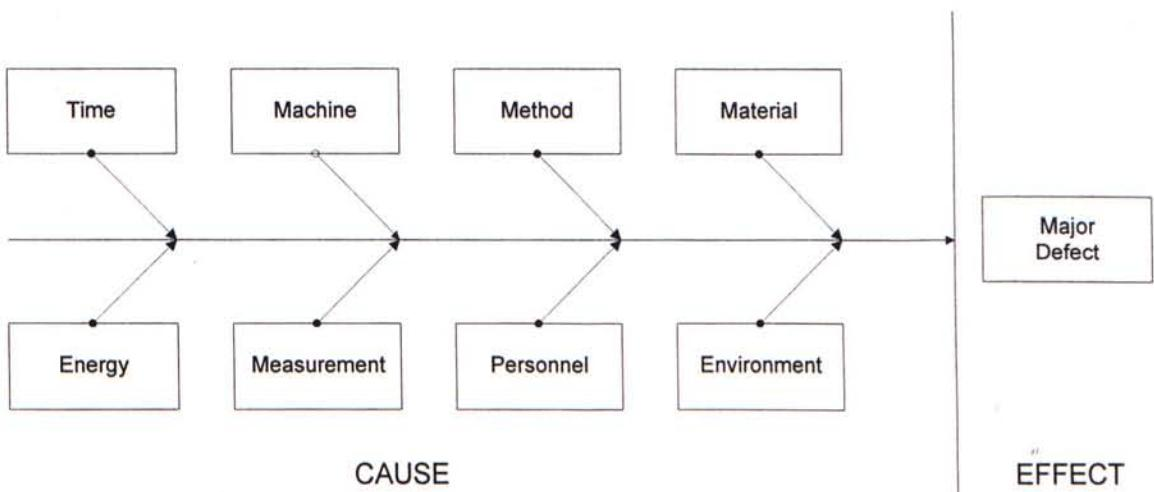 Time
Machine
Method
Material
Major
Defect
Energy
Measurement
Personnel
Environment
CAUSE
EFFECT